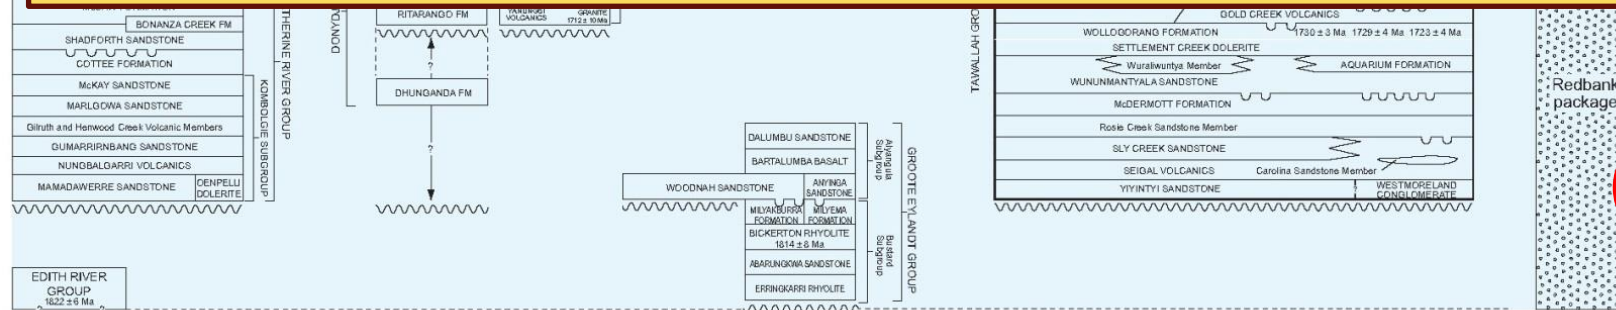 BONANZA CREEK FM
SHADFORTH SANDSTONE
COTTEE FORMATION
McKAY SANDSTONE
MARLGOWA SANDSTONE
Gilruth and Henwood Creek Volcanic Members
GUMARRIRNBANG SANDSTONE
NUNGBALGARRI VOLCANICS
MAMADAWERRE SANDSTONE
OENPELLI
DOLERITE
KOMBOLGIE SUBGROUP
THERINE RIVER GROUP
EDITH RIVER
GROUP
1822 ± 6 Ma
RITARANGO FM
VOLCANICS
GRANITE
1712 ± 10 Ma
?
DHUNGANDA FM
?
DALUMBU SANDSTONE
BARTALUMBA BASALT
WOODNAH SANDSTONE
ANYINGA
SANDSTONE
MILYAKBURRA
FORMATION
MILYEMA
FORMATION
BICKERTON RHYOLITE
1814 ± 8 Ma
ABARUNGKWA SANDSTONE
ERRINGKARRI RHYOLITE
Alyangula
Subgroup
Bustard
Subgroup
GROOTE EYLANDT GROUP
TAWALLAH GRO
GOLD CREEK VOLCANICS
WOLLOGORANG FORMATION
1730 ± 3 Ma 1729 ± 4 Ma 1723 ± 4 Ma
SETTLEMENT CREEK DOLERITE
Wuraliwuntya Member
AQUARIUM FORMATION
WUNUNMANTYALA SANDSTONE
McDERMOTT FORMATION
Rosie Creek Sandstone Member
SLY CREEK SANDSTONE
SEIGAL VOLCANICS
Carolina Sandstone Member
YIYINTYI SANDSTONE
?
WESTMORELAND
CONGLOMERATE
Redbank
package